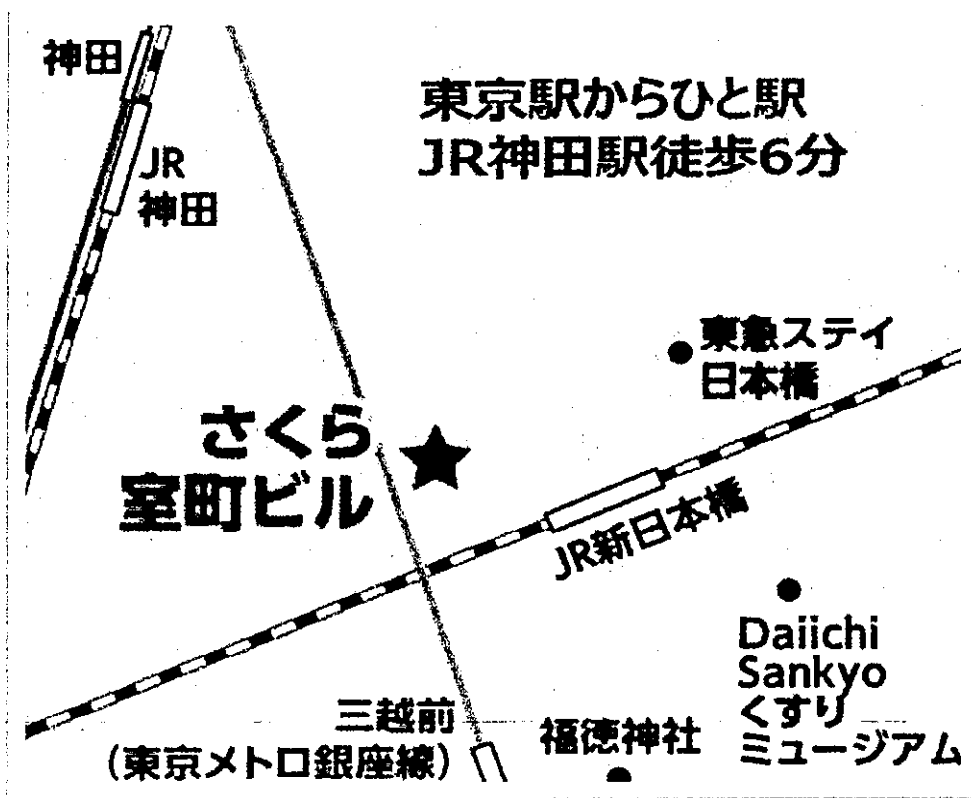 神田
東京駅からひと駅
JR神田駅徒歩6分
JR
神田
東急ステイ
日本橋
さくら
室町ビル
JR新日本橋
Daiichi
Sankyo
くすり
ミュージアム
三越前
(東京メトロ銀座線)
福徳神社